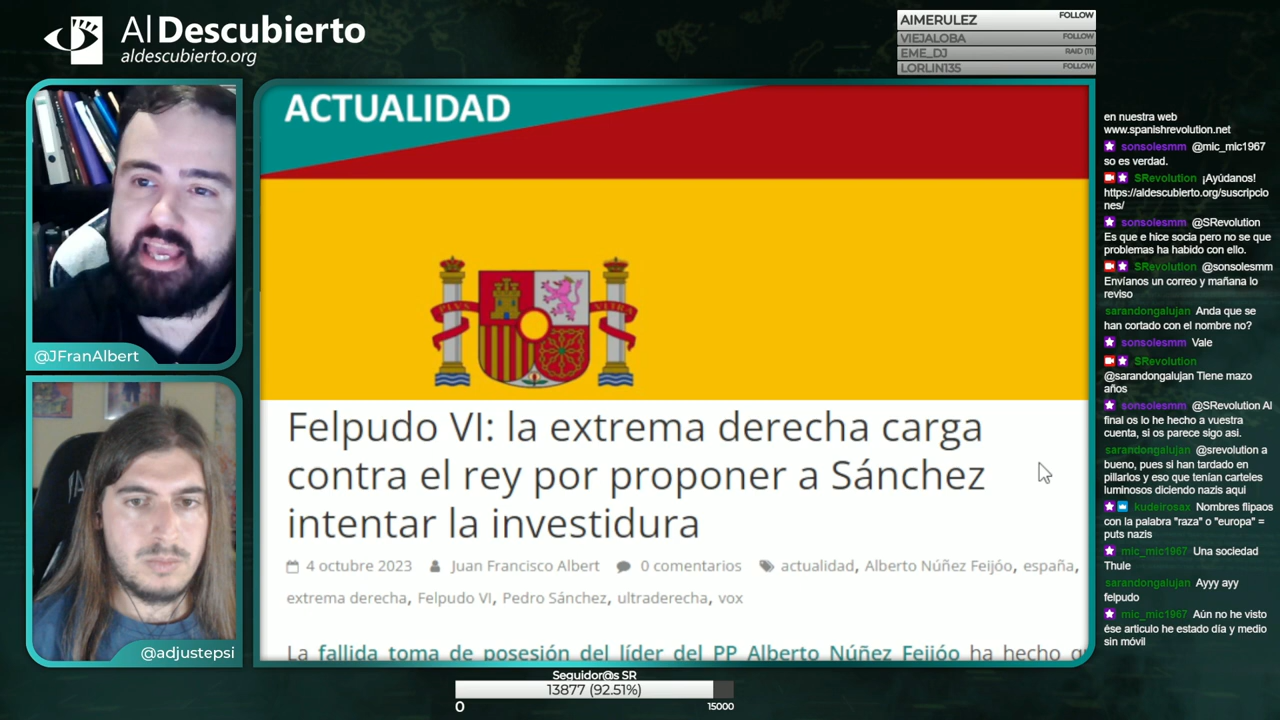 Al Descubierto
aldescubierto.org
AIMERULEZ FOLLOW
VIEJALOBA FOLLOW
EME_DJ RAID (11)
LORLIN135 FOLLOW
@JFranAlbert
@adjustepsi
ACTUALIDAD
PLVS VLTRA
Felpudo VI: la extrema derecha carga
contra el rey por proponer a Sánchez
intentar la investidura
4 octubre 2023 Juan Francisco Albert 0 comentarios actualidad, Alberto Núñez Feijóo, españa,
extrema derecha, Felpudo VI, Pedro Sánchez, ultraderecha, vox
La fallida toma de posesión del líder del PP Alberto Núñez Feijóo ha hecho
en nuestra web
www.spanishrevolution.net
sonsolesmm @mic_mic1967
so es verdad.
SRevolution ¡Ayúdanos!
https://aldescubierto.org/suscripcio
nes/
sonsolesmm @SRevolution
Es que e hice socia pero no se que
problemas ha habido con ello.
SRevolution @sonsolesmm
Envíanos un correo y mañana lo
reviso
sarandongalujan Anda que se
han cortado con el nombre no?
sonsolesmm Vale
SRevolution
@sarandongalujan Tiene mazo
años
sonsolesmm @SRevolution Al
final os lo he hecho a vuestra
cuenta, si os parece sigo asi.
sarandongalujan @srevolution a
bueno, pues si han tardado en
pillarlos y eso que tenían carteles
luminosos diciendo nazis aqui
kudeirosax Nombres flipaos
con la palabra "raza" o "europa" =
puts nazis
mic_mic1967 Una sociedad
Thule
sarandongalujan Ayyy ayy
felpudo
mic_mic1967 Aún no he visto
ése articulo he estado día y medio
sin móvil
Seguidor@s SR
13877 (92.51%)
0 15000